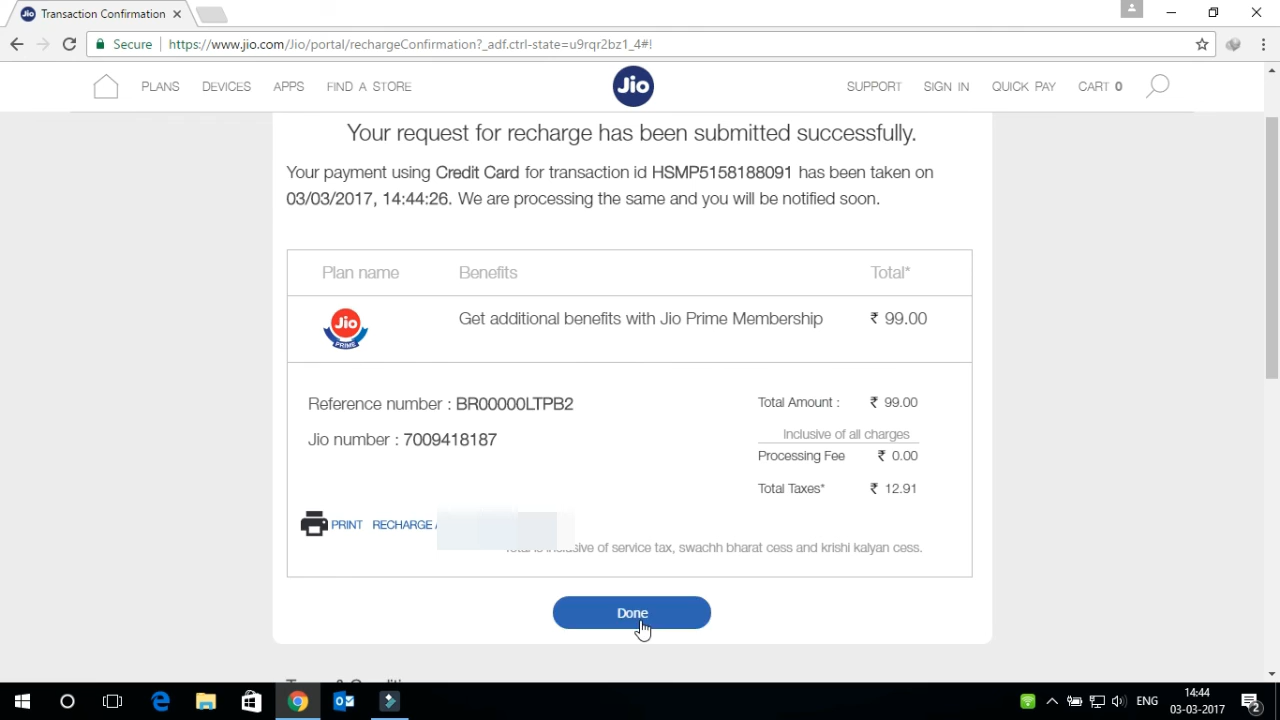 Jio Transaction Confirmation
Secure https://www.jio.com/Jio/portal/rechargeConfirmation?_adf.ctrl-state=u9rqr2bz1_4#!
PLANS DEVICES APPS FIND A STORE Jio SUPPORT SIGN IN QUICK PAY CART 0
Your request for recharge has been submitted successfully.
Your payment using Credit Card for transaction id HSMP5158188091 has been taken on
03/03/2017, 14:44:26. We are processing the same and you will be notified soon.
Plan name Benefits Total*
Jio PRIME Get additional benefits with Jio Prime Membership ₹ 99.00
Reference number : BR00000LTPB2 Total Amount : ₹ 99.00
Inclusive of all charges
Jio number : 7009418187
Processing Fee ₹ 0.00
Total Taxes* ₹ 12.91
PRINT RECHARGE
of service tax, swachh bharat cess and krishi kalyan cess.
Done
ENG 14:44
03-03-2017 2